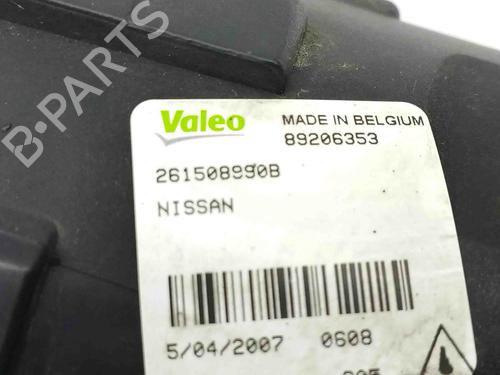 B-PARTS
Valeo MADE IN BELGIUM
89206353
261508990B
NISSAN
5/04/2007 0608